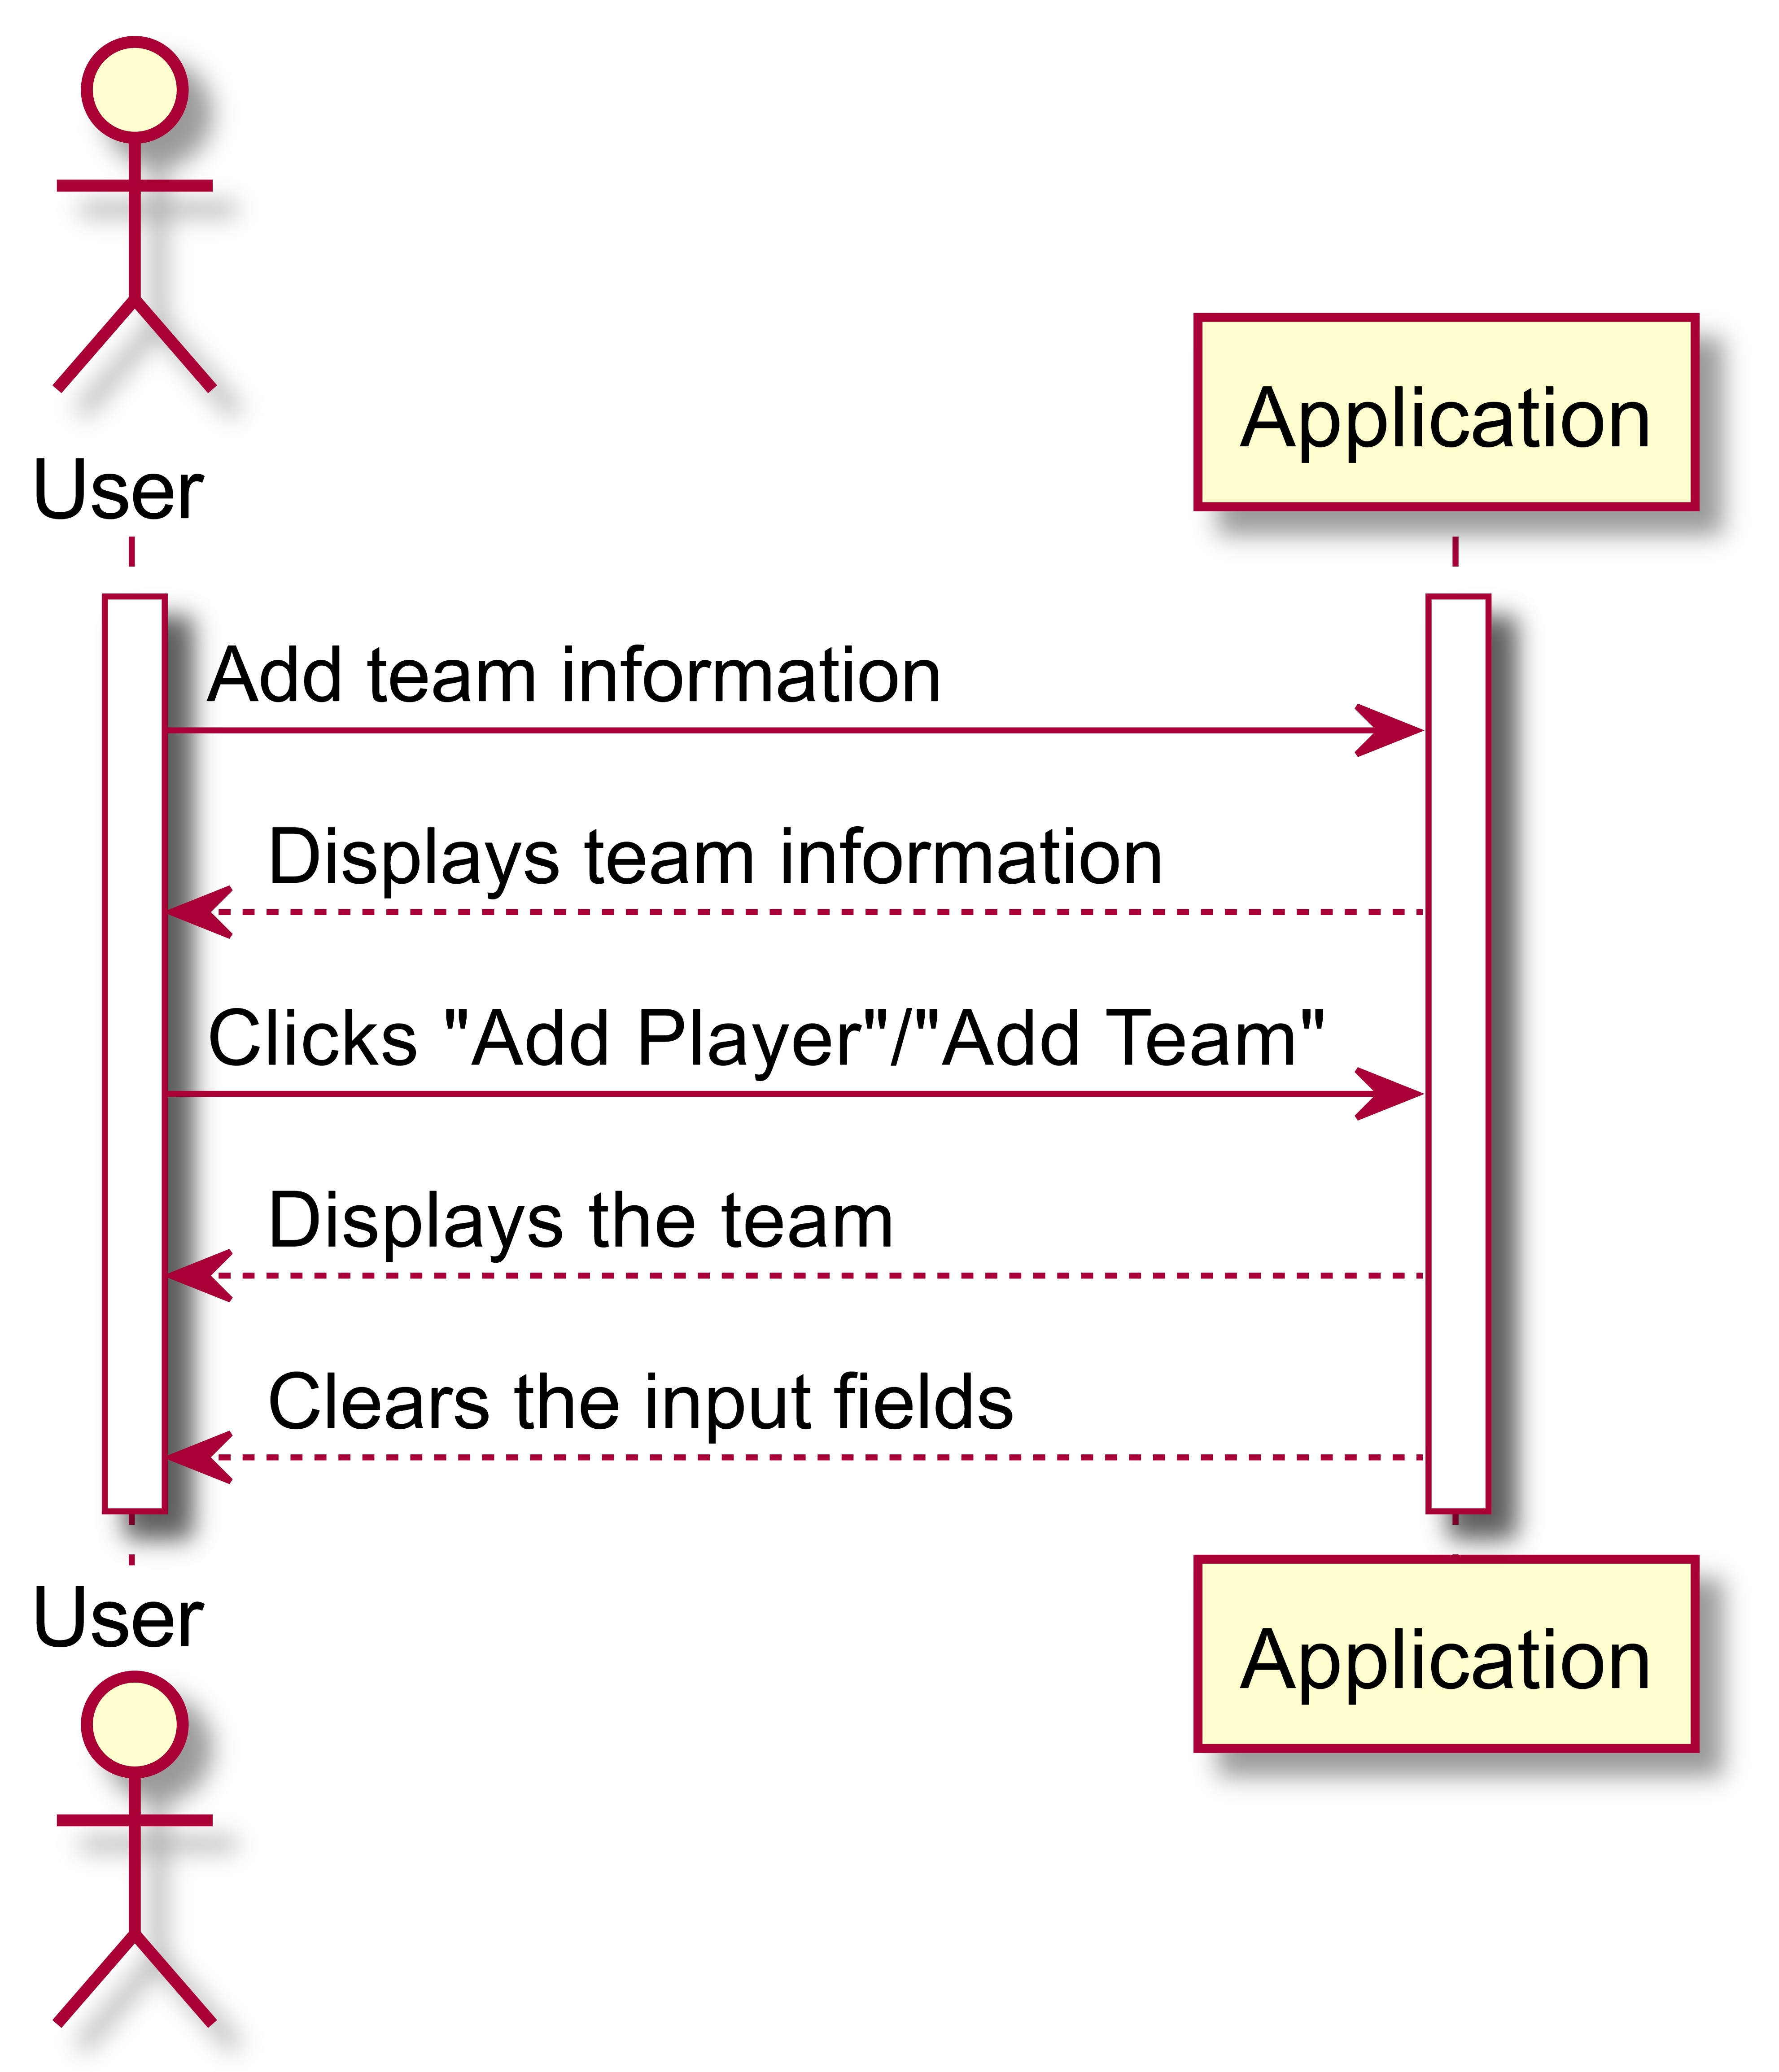 User
Application
Add team information
Displays team information
Clicks "Add Player"/"Add Team"
Displays the team
Clears the input fields
User
Application